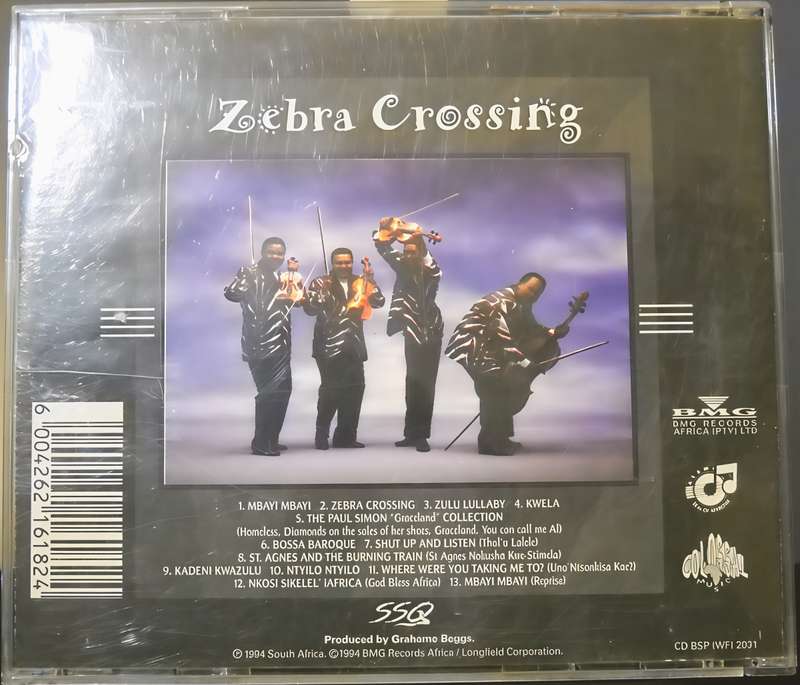 Zebra Crossing
1. MBAYI MBAYI 2. ZEBRA CROSSING 3. ZULU LULLABY 4. KWELA
5. THE PAUL SIMON "Graceland" COLLECTION
(Homeless, Diamonds on the soles of her shoes, Graceland, You can call me Al)
6. BOSSA BAROQUE 7. SHUT UP AND LISTEN (Thol'u Lalele)
8. ST. AGNES AND THE BURNING TRAIN (St Agnes Nolusha Kwe-Stimela)
9. KADENI KWAZULU 10. NTYILO NTYILO 11. WHERE WERE YOU TAKING ME TO? (Uno Ntsonkisa Kae?)
12. NKOSI SIKELEL' IAFRICA (God Bless Africa) 13. MBAYI MBAYI (Reprise)
SSQ
Produced by Grahame Beggs.
℗ 1994 South Africa. ©1994 BMG Records Africa / Longfield Corporation.
6 004262 161824
BMG
BMG RECORDS
AFRICA (PTY) LTD
COLOSSAL
MUSIC
CD BSP (WF) 2031